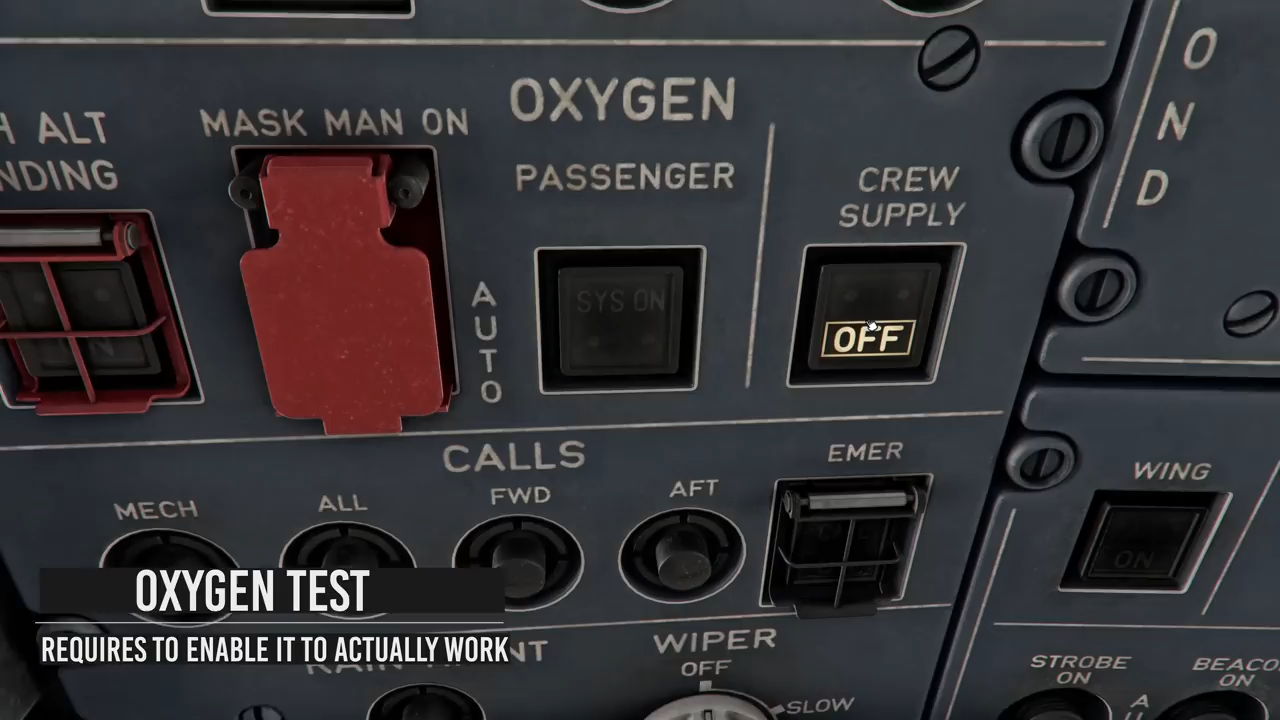 O
N
D
OXYGEN
H ALT
NDING
MASK MAN ON
PASSENGER
CREW
SUPPLY
A
U
T
O
SYS ON
OFF
CALLS
EMER
MECH
ALL
FWD
AFT
WING
ON
OXYGEN TEST
REQUIRES TO ENABLE IT TO ACTUALLY WORK
WIPER
OFF
SLOW
STROBE
ON
BEACO
ON
A